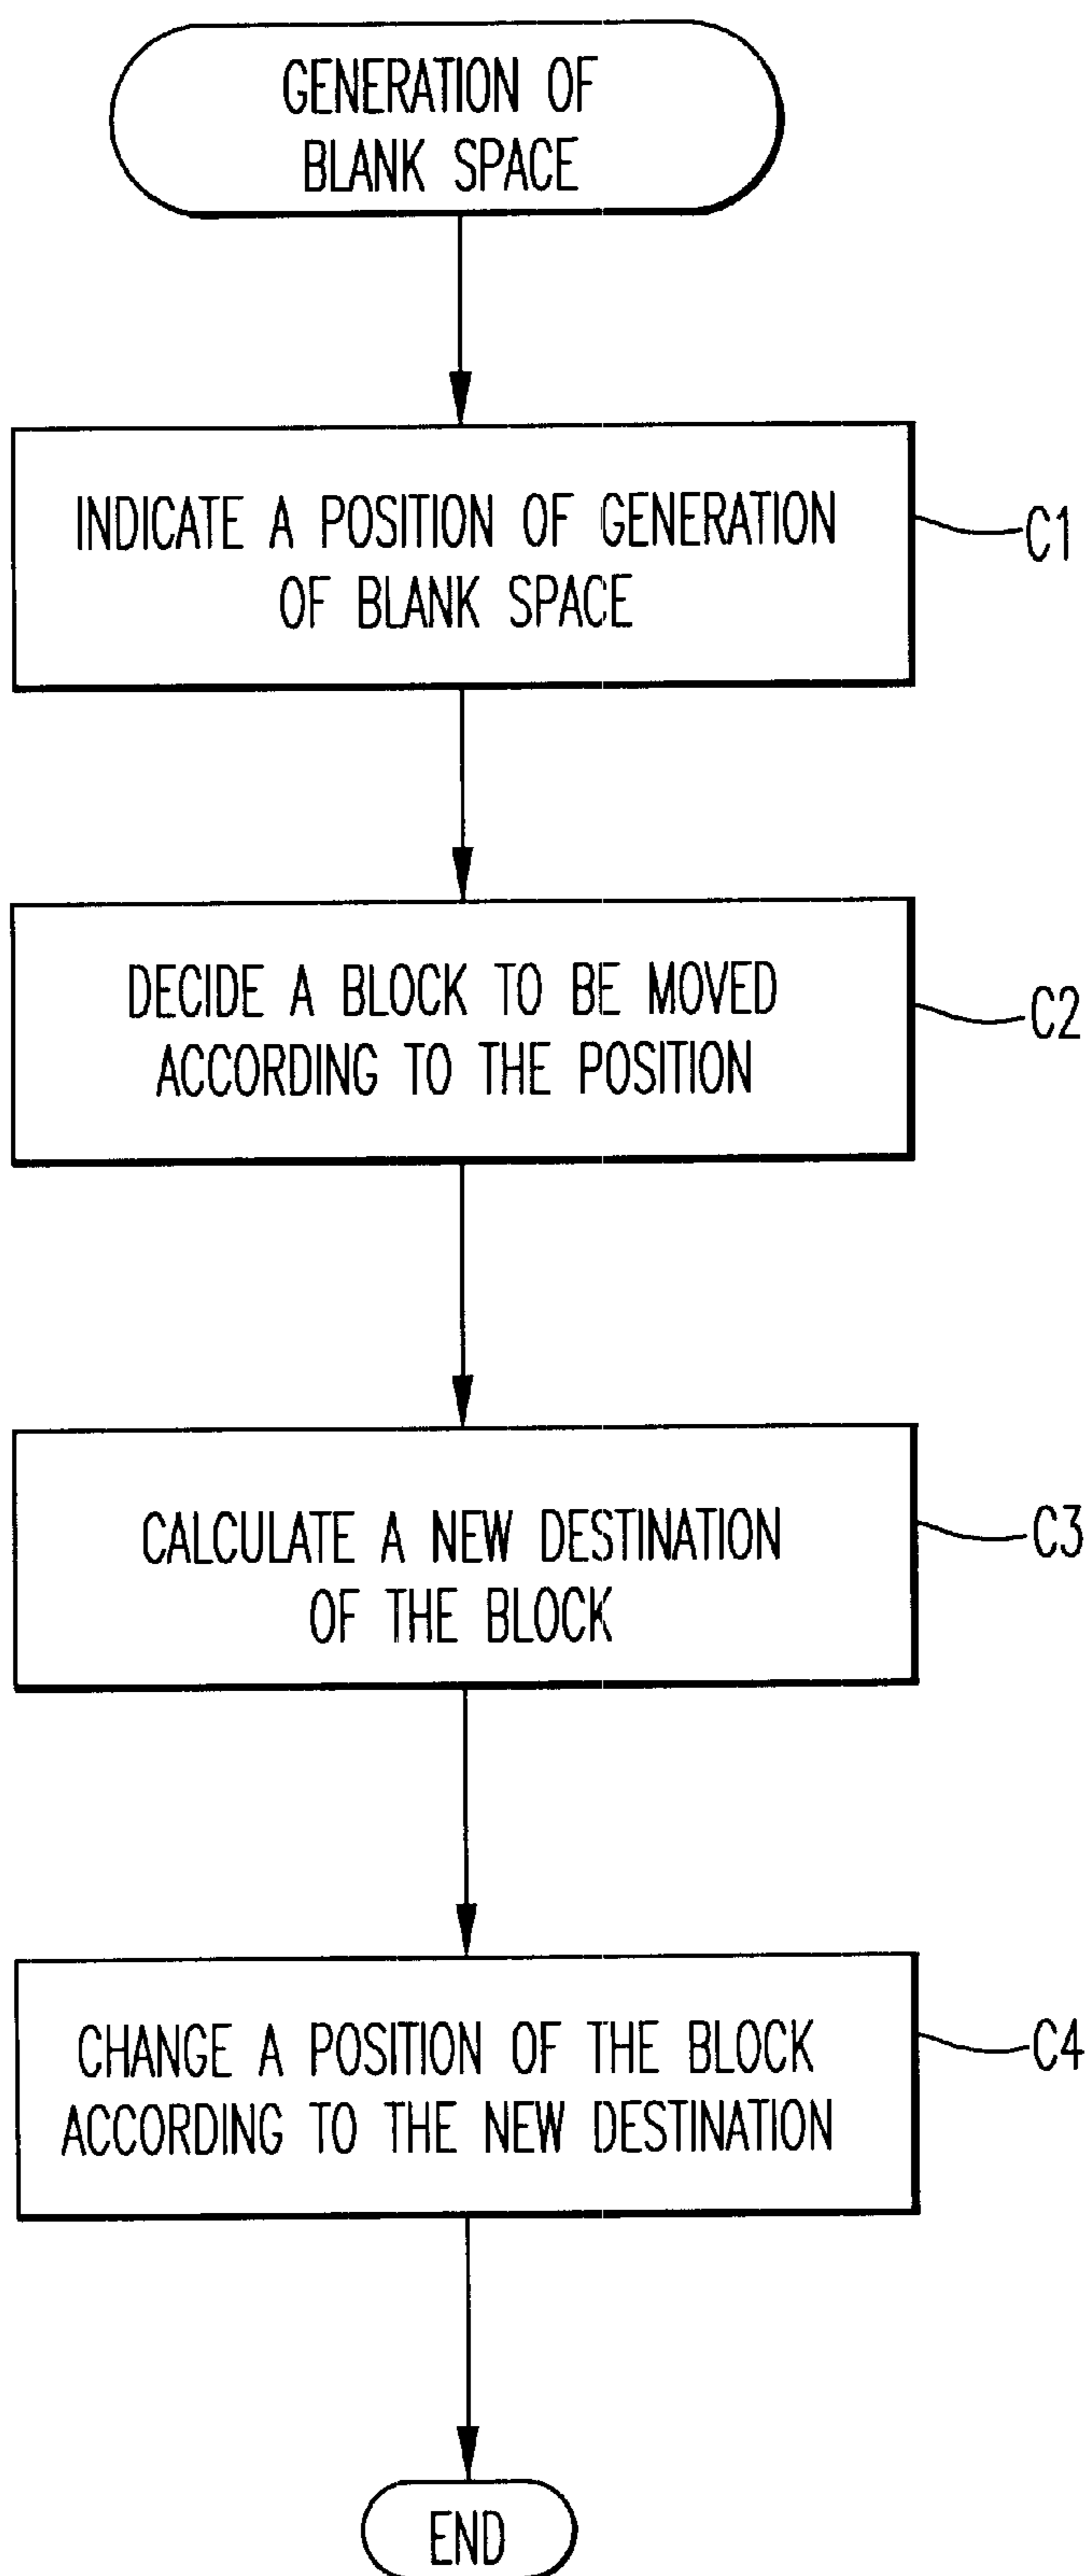 GENERATION OF
BLANK SPACE
INDICATE A POSITION OF GENERATION
OF BLANK SPACE
C1
DECIDE A BLOCK TO BE MOVED
ACCORDING TO THE POSITION
C2
CALCULATE A NEW DESTINATION
OF THE BLOCK
C3
CHANGE A POSITION OF THE BLOCK
ACCORDING TO THE NEW DESTINATION
C4
END